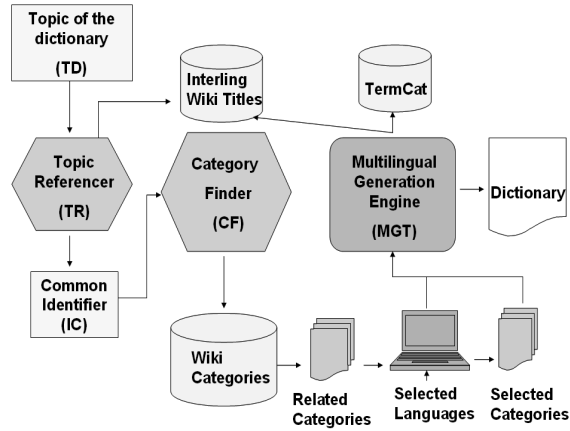 Topic of the
dictionary
(TD)
Interling
Wiki Titles
TermCat
Topic
Referencer
(TR)
Category
Finder
(CF)
Multilingual
Generation
Engine
(MGT)
Dictionary
Common
Identifier
(IC)
Wiki
Categories
Related
Categories
Selected
Languages
Selected
Categories